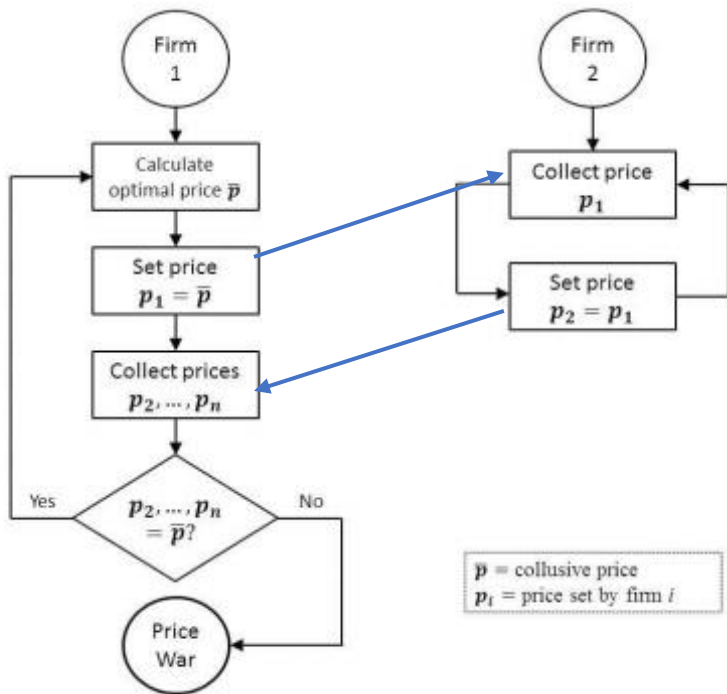 Firm
1
Calculate
optimal price p̅
Set price
p₁ = p̅
Collect prices
p₂, ..., pₙ
Yes
p₂, ..., pₙ
= p̅?
No
Price
War
Firm
2
Collect price
p₁
Set price
p₂ = p₁
p̅ = collusive price
pᵢ = price set by firm i